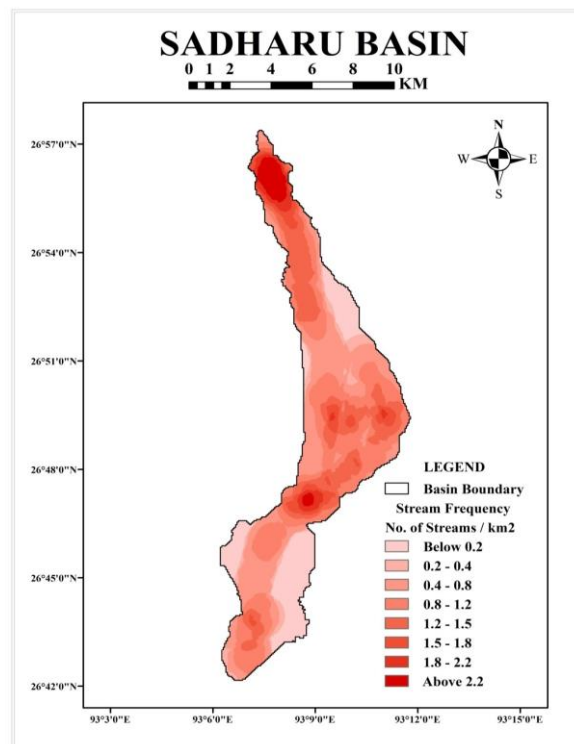 SADHARU BASIN
0 1 2 4 6 8 10
KM
26°57'0"N
26°54'0"N
26°51'0"N
26°48'0"N
26°45'0"N
26°42'0"N
N
W E
S
LEGEND
Basin Boundary
Stream Frequency
No. of Streams / km2
Below 0.2
0.2 - 0.4
0.4 - 0.8
0.8 - 1.2
1.2 - 1.5
1.5 - 1.8
1.8 - 2.2
Above 2.2
93°3'0"E 93°6'0"E 93°9'0"E 93°12'0"E 93°15'0"E